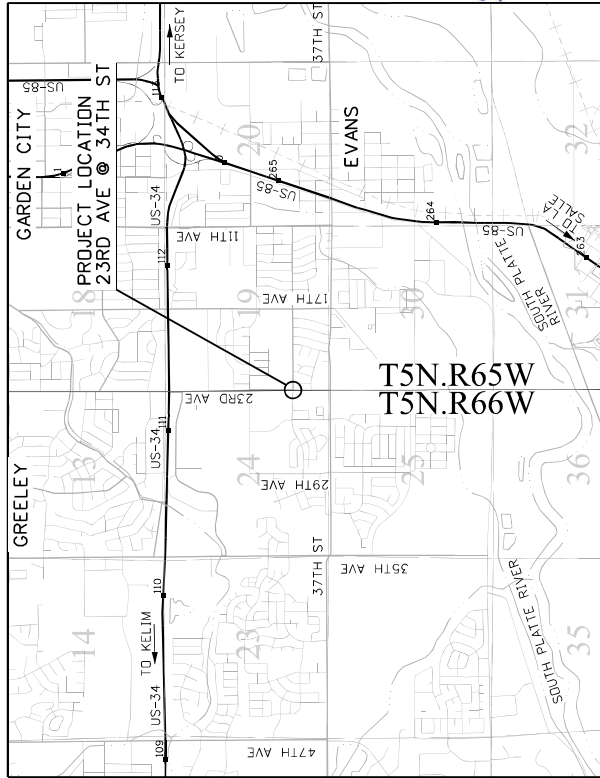 37TH ST
TO KERSEY
US-85
GARDEN CITY
PROJECT LOCATION
23RD AVE @ 34TH ST
20
EVANS
32
265
US-85
264
TO LA
SALLE
US-85
263
US-34
11TH AVE
112
18
19
17TH AVE
30
SOUTH PLATTE
RIVER
31
T5N.R65W
T5N.R66W
23RD AVE
111
US-34
GREELEY
13
24
29TH AVE
25
36
37TH ST
35TH AVE
110
TO KELIM
14
23
SOUTH PLATTE RIVER
35
US-34
109
47TH AVE